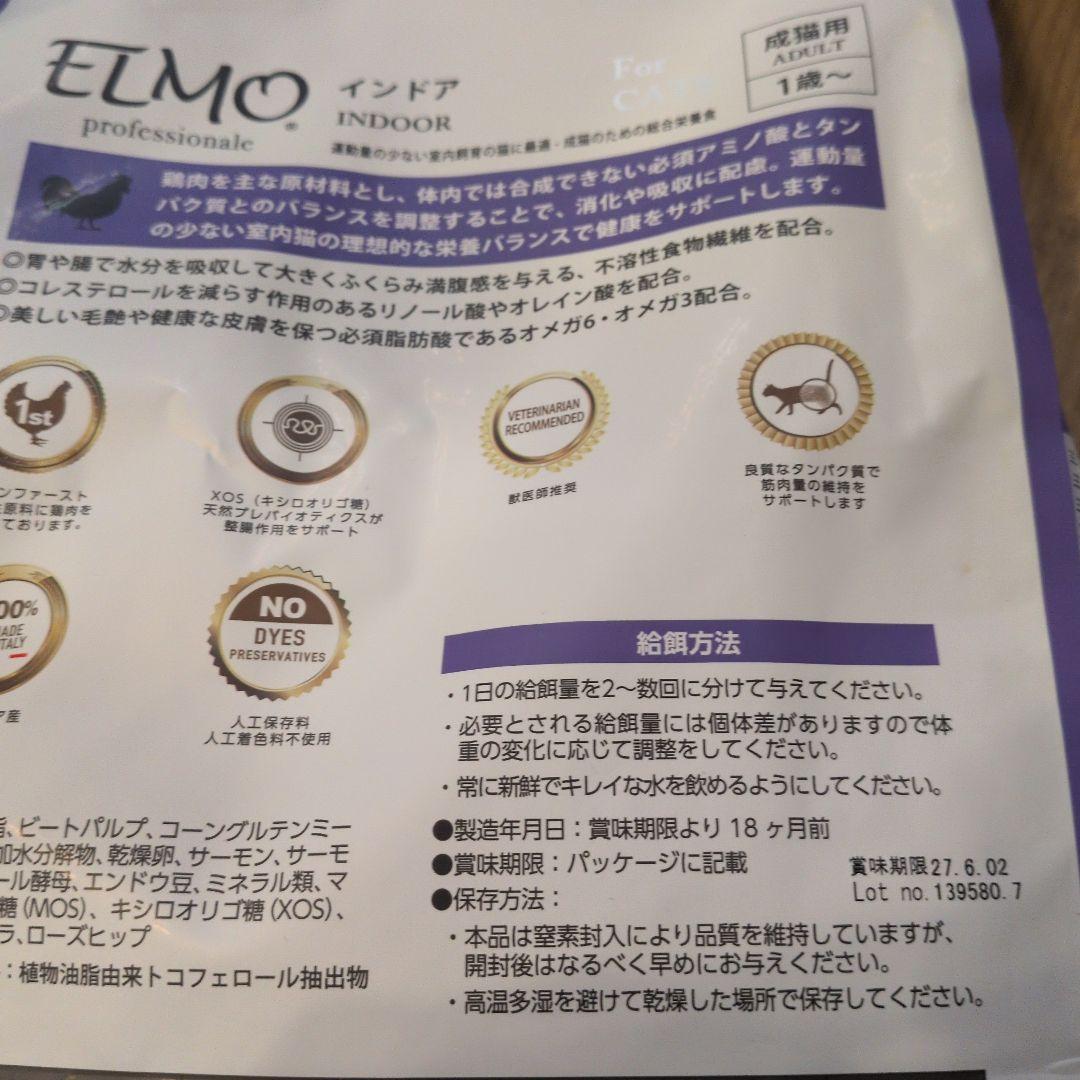 ELMO®
professionale
インドア
INDOOR
For
CATS
成猫用
ADULT
1歳～
運動量の少ない室内飼育の猫に最適・成猫のための総合栄養食
鶏肉を主な原材料とし、体内では合成できない必須アミノ酸とタン
パク質とのバランスを調整することで、消化や吸収に配慮。運動量
の少ない室内猫の理想的な栄養バランスで健康をサポートします。
◎胃や腸で水分を吸収して大きくふくらみ満腹感を与える、不溶性食物繊維を配合。
◎コレステロールを減らす作用のあるリノール酸やオレイン酸を配合。
◎美しい毛艶や健康な皮膚を保つ必須脂肪酸であるオメガ6・オメガ3配合。
1st
ンファースト
原料に鶏肉を
ております。
XOS（キシロオリゴ糖）
天然プレバイオティクスが
整腸作用をサポート
VETERINARIAN
RECOMMENDED
獣医師推奨
良質なタンパク質で
筋肉量の維持を
サポートします
00%
ADE
TALY
ア産
NO
DYES
PRESERVATIVES
人工保存料
人工着色料不使用
給餌方法
・1日の給餌量を2～数回に分けて与えてください。
・必要とされる給餌量には個体差がありますので体
重の変化に応じて調整をしてください。
・常に新鮮でキレイな水を飲めるようにしてください。
●製造年月日：賞味期限より18ヶ月前
●賞味期限：パッケージに記載
賞味期限27.6.02
Lot no.139580.7
●保存方法：
・本品は窒素封入により品質を維持していますが、
開封後はなるべく早めにお与えください。
・高温多湿を避けて乾燥した場所で保存してください。
脂、ビートパルプ、コーングルテンミー
加水分解物、乾燥卵、サーモン、サーモ
ール酵母、エンドウ豆、ミネラル類、マ
糖（MOS）、キシロオリゴ糖（XOS）、
ラ、ローズヒップ
：植物油脂由来トコフェロール抽出物